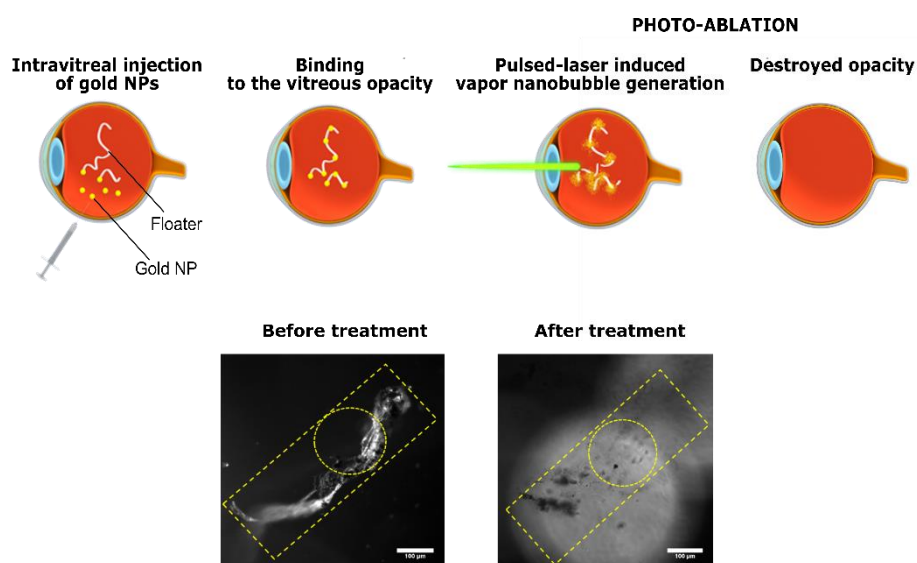 PHOTO-ABLATION
Intravitreal injection
of gold NPs
Binding
to the vitreous opacity
Pulsed-laser induced
vapor nanobubble generation
Destroyed opacity
Floater
Gold NP
Before treatment
After treatment
100 µm
100 µm